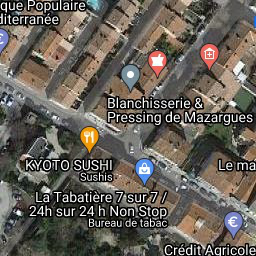 que Populaire
diterranée
Blanchisserie &
Pressing de Mazargues
KYOTO SUSHI
Sushis
Le ma
La Tabatière 7 sur 7 /
24h sur 24 h Non Stop
Bureau de tabac
Crédit Agricole